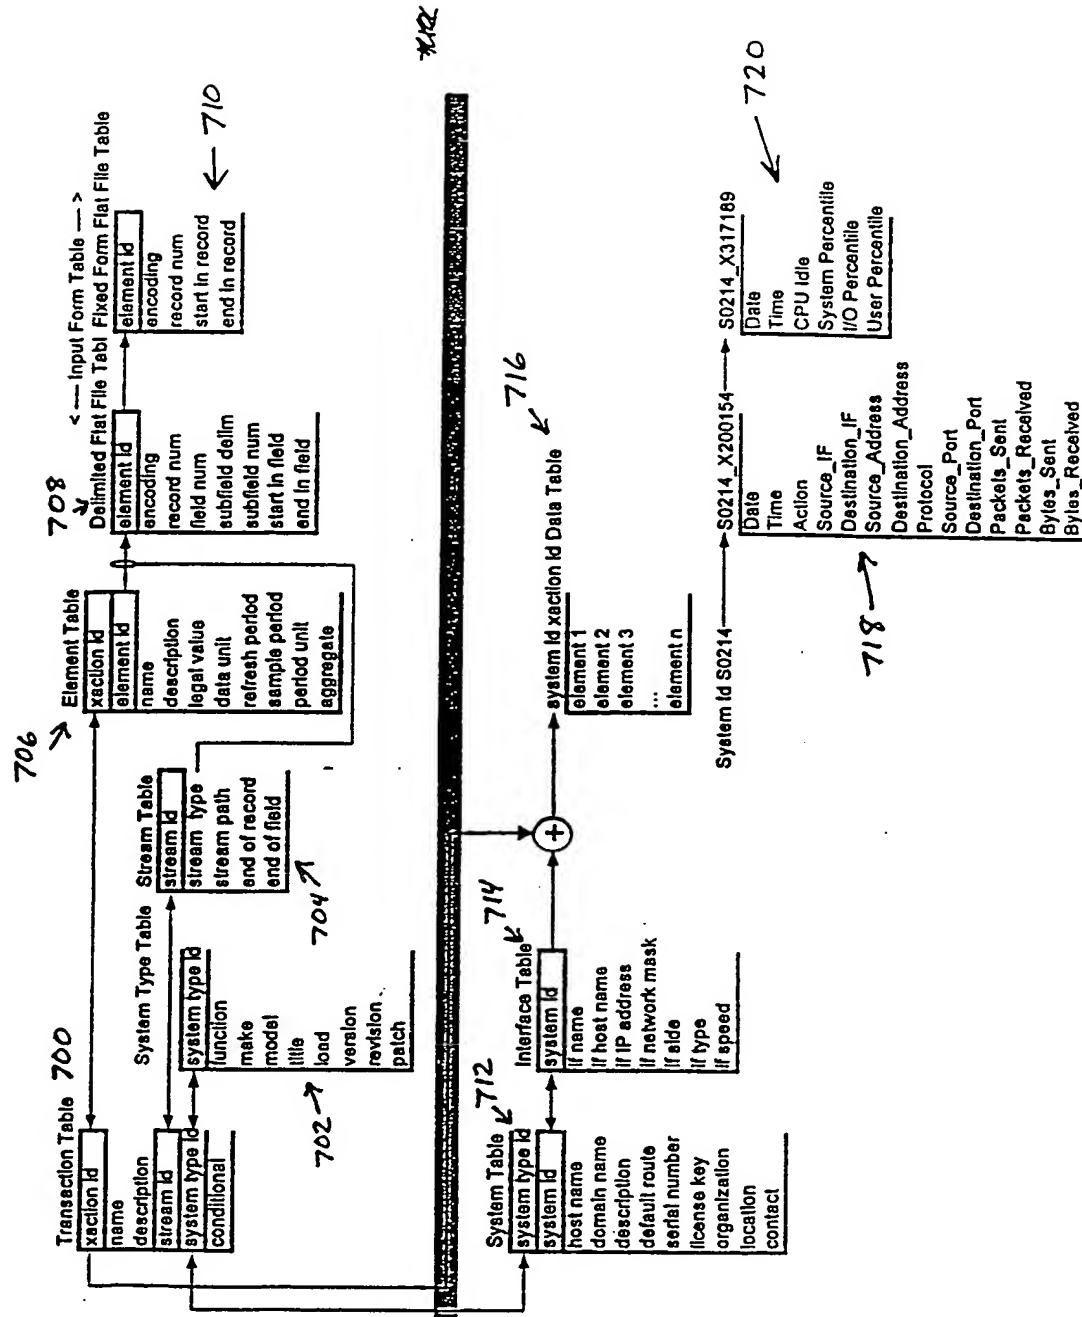 Transaction Table 700
xaction id
name
description
stream id
system type id
conditional
System Type Table
system type id
function
make
model
title
load
version
revision
patch
702
Stream Table
stream id
stream type
stream path
end of record
end of field
704
706
Element Table
xaction id
element id
name
description
legal value
data unit
refresh period
sample period
period unit
aggregate
<--- Input Form Table --->
708
Delimited Flat File Tabl
element id
encoding
record num
field num
subfield delim
subfield num
start in field
end in field
Fixed Form Flat File Table
element id
encoding
record num
start in record
end in record
710
System Table
712
system type id
system id
host name
domain name
description
default route
serial number
license key
organization
location
contact
Interface Table
714
system id
if name
if host name
if IP address
if network mask
if side
if type
if speed
+
716
system id xaction id Data Table
element 1
element 2
element 3
...
element n
System Id S0214
S0214_X200154
Date
Time
Action
Source_IF
Destination_IF
Source_Address
Destination_Address
Protocol
Source_Port
Destination_Port
Packets_Sent
Packets_Received
Bytes_Sent
Bytes_Received
718
S0214_X317189
Date
Time
CPU Idle
System Percentile
I/O Percentile
User Percentile
720